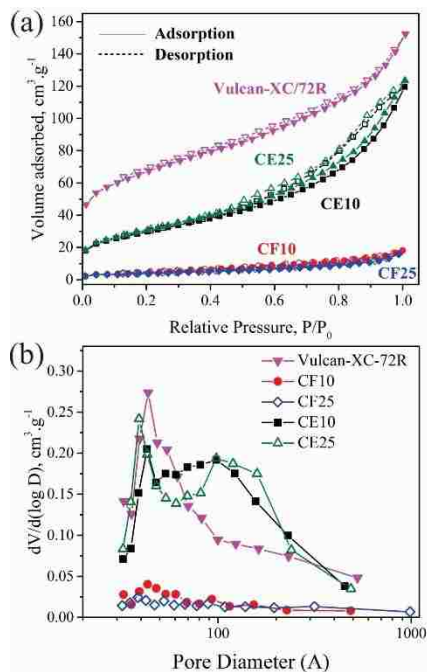 (a)
Adsorption
Desorption
Vulcan-XC/72R
CE25
CE10
CF10
CF25
160
140
120
100
80
60
40
20
0
Volume adsorbed, cm³.g⁻¹
0.0 0.2 0.4 0.6 0.8 1.0
Relative Pressure, P/P₀
(b)
Vulcan-XC-72R
CF10
CF25
CE10
CE25
0.25
0.20
0.15
0.10
0.05
0.00
dV/d(log D), cm³.g⁻¹
100 1000
Pore Diameter (A)